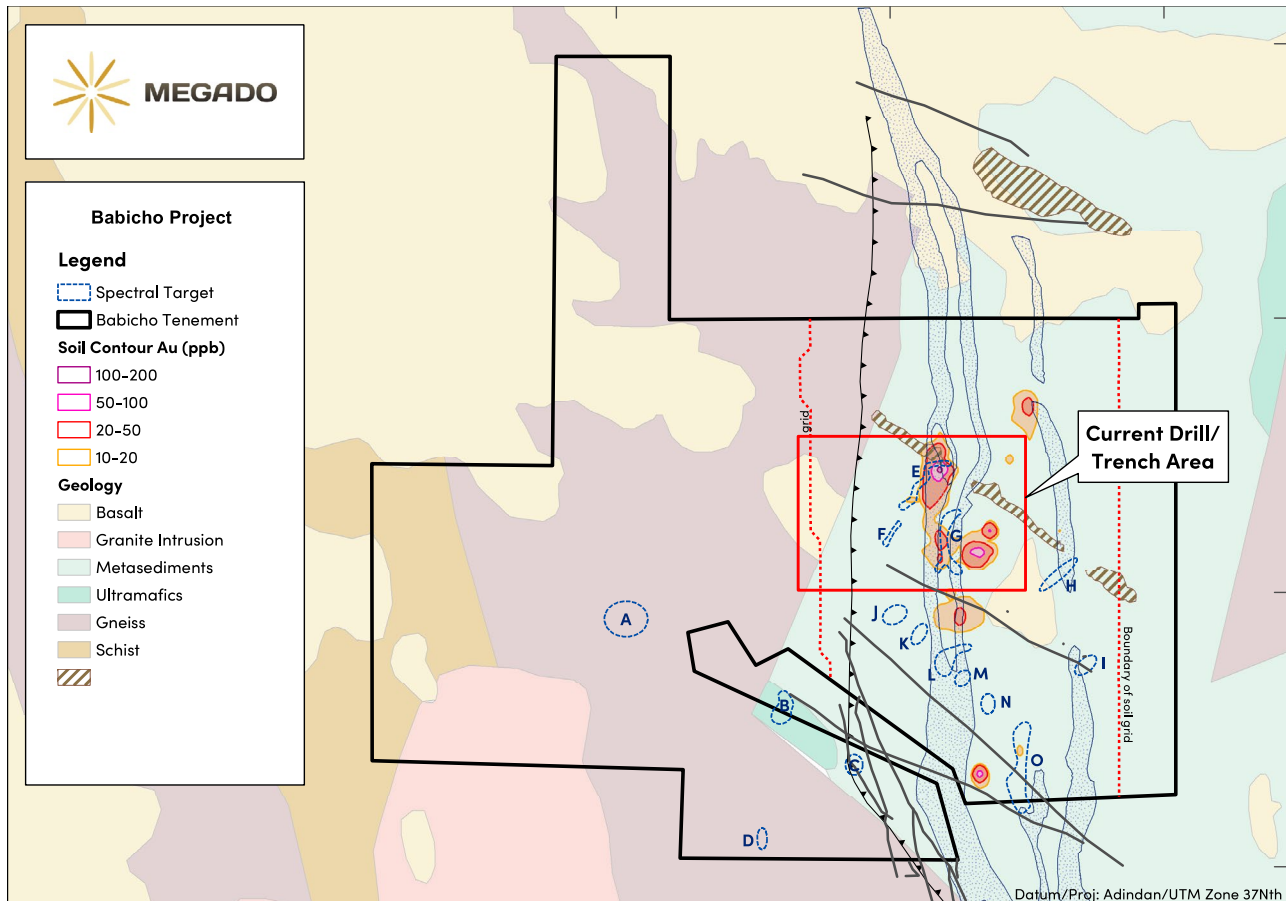 MEGADO
Babicho Project
Legend
Spectral Target
Babicho Tenement
Soil Contour Au (ppb)
100-200
50-100
20-50
10-20
Geology
Basalt
Granite Intrusion
Metasediments
Ultramafics
Gneiss
Schist
grid
Current Drill/
Trench Area
E
F
G
H
A
J
K
L
M
I
B
N
C
O
D
Boundary of soil grid
Datum/Proj: Adindan/UTM Zone 37Nth